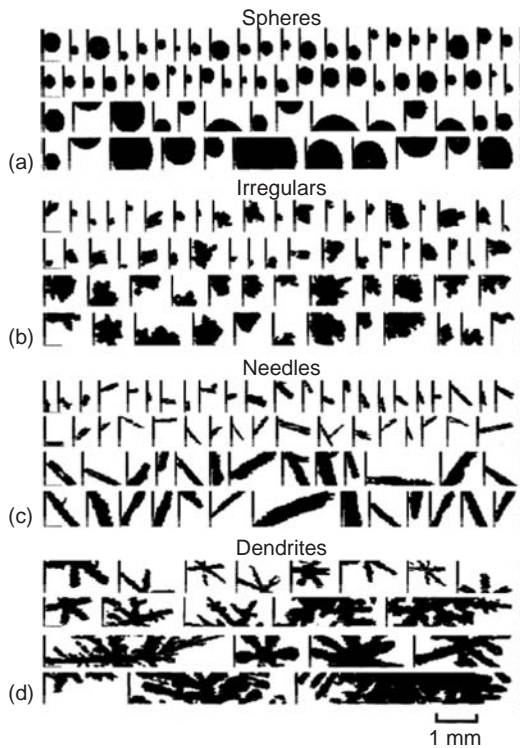 Spheres
(a)
Irregulars
(b)
Needles
(c)
Dendrites
(d)
1 mm